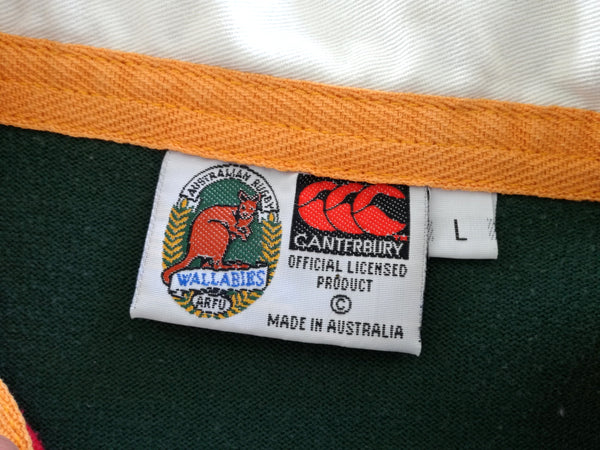 AUSTRALIAN RUGBY
WALLABIES
ARFU
CANTERBURY
OFFICIAL LICENSED
PRODUCT
©
MADE IN AUSTRALIA
L